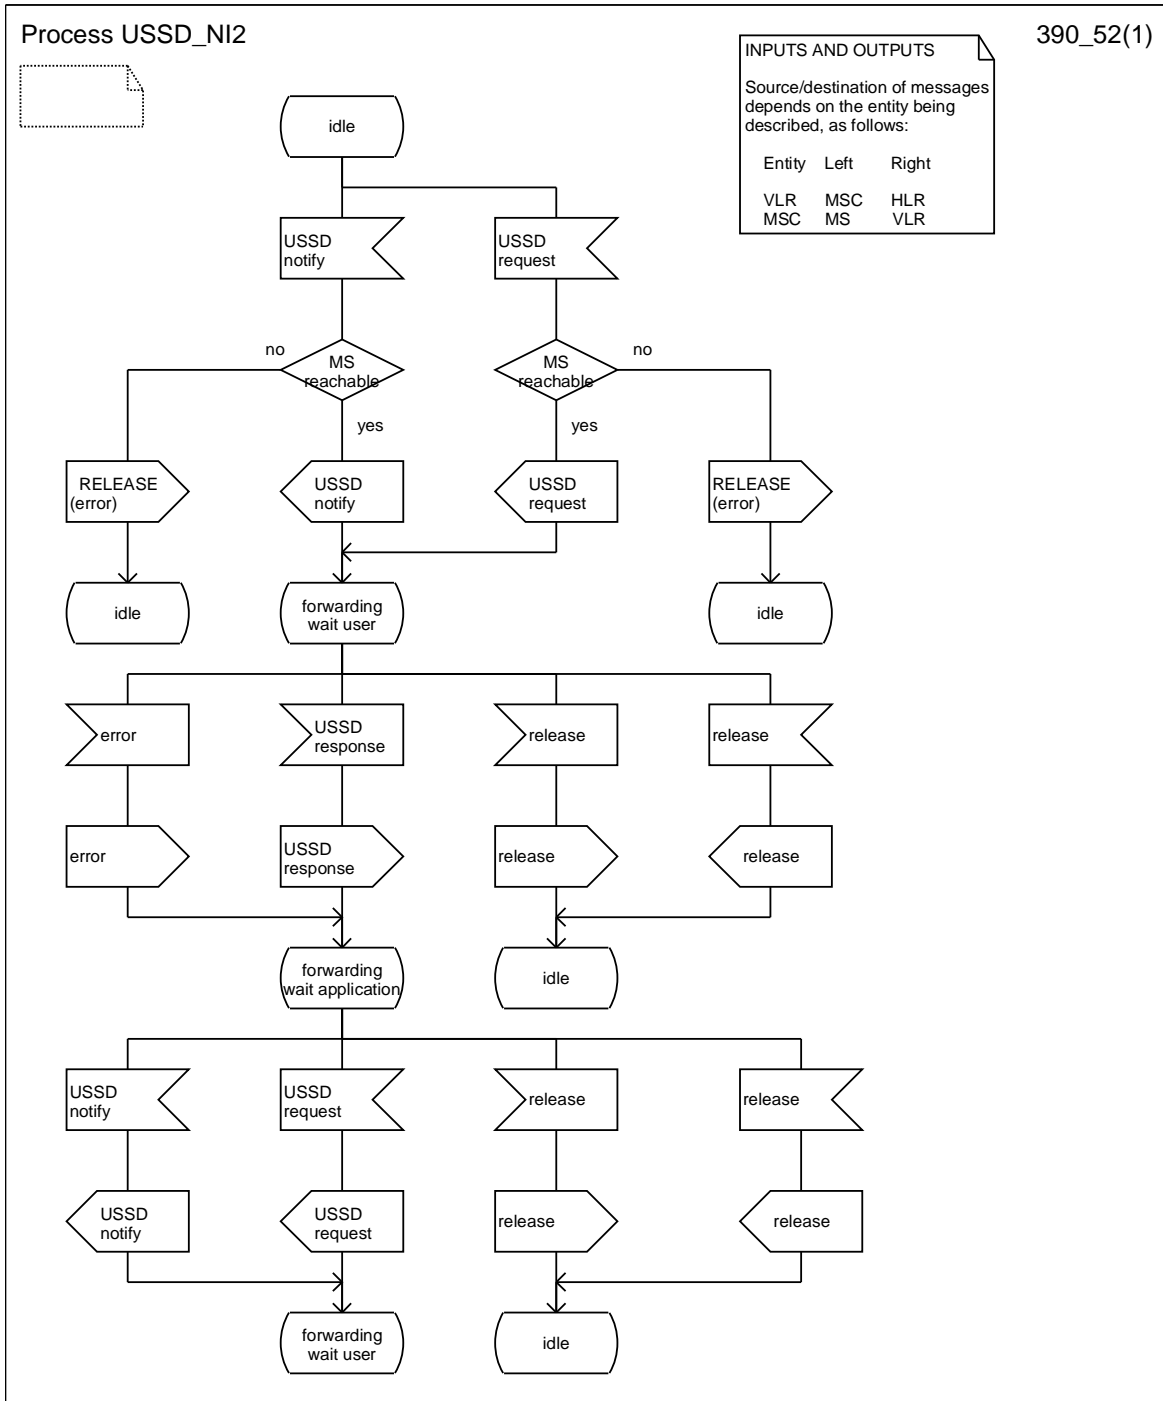 Process USSD_NI2
390_52(1)
INPUTS AND OUTPUTS
Source/destination of messages
depends on the entity being
described, as follows:
Entity Left Right
VLR MSC HLR
MSC MS VLR
idle
USSD
notify
USSD
request
no
MS
reachable
yes
MS
reachable
no
yes
RELEASE
(error)
USSD
notify
USSD
request
RELEASE
(error)
idle
forwarding
wait user
idle
error
USSD
response
release
release
error
USSD
response
release
release
forwarding
wait application
idle
USSD
notify
USSD
request
release
release
USSD
notify
USSD
request
release
release
forwarding
wait user
idle